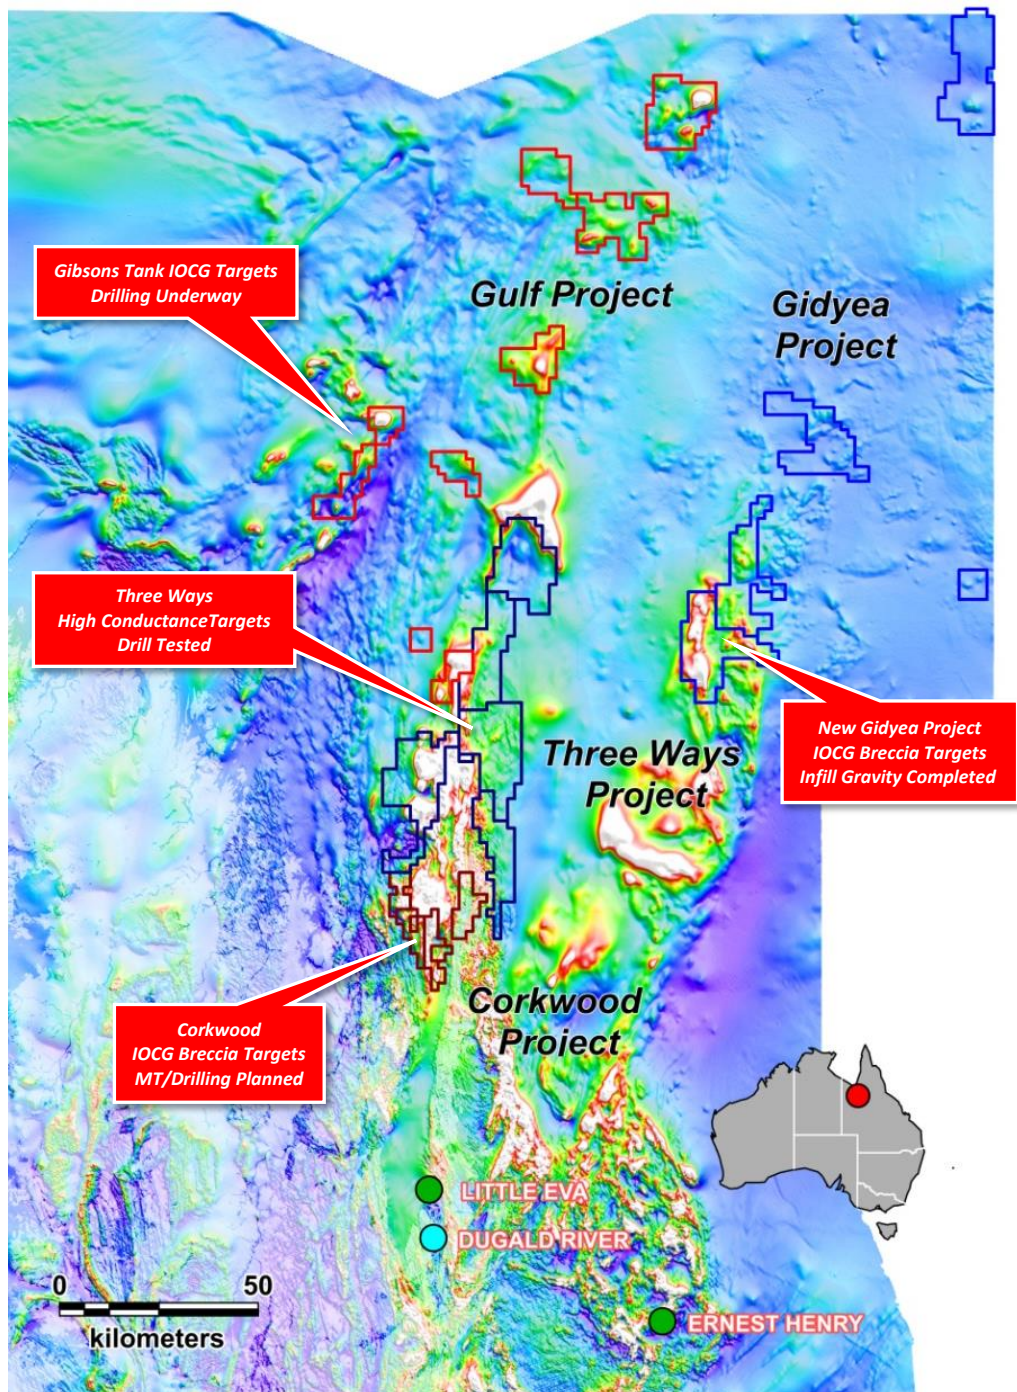 Gibsons Tank IOCG Targets
Drilling Underway
Gulf Project
Gidyea
Project
Three Ways
High ConductanceTargets
Drill Tested
New Gidyea Project
IOCG Breccia Targets
Infill Gravity Completed
Three Ways
Project
Corkwood
Project
Corkwood
IOCG Breccia Targets
MT/Drilling Planned
LITTLE EVA
DUGALD RIVER
ERNEST HENRY
0 50
kilometers